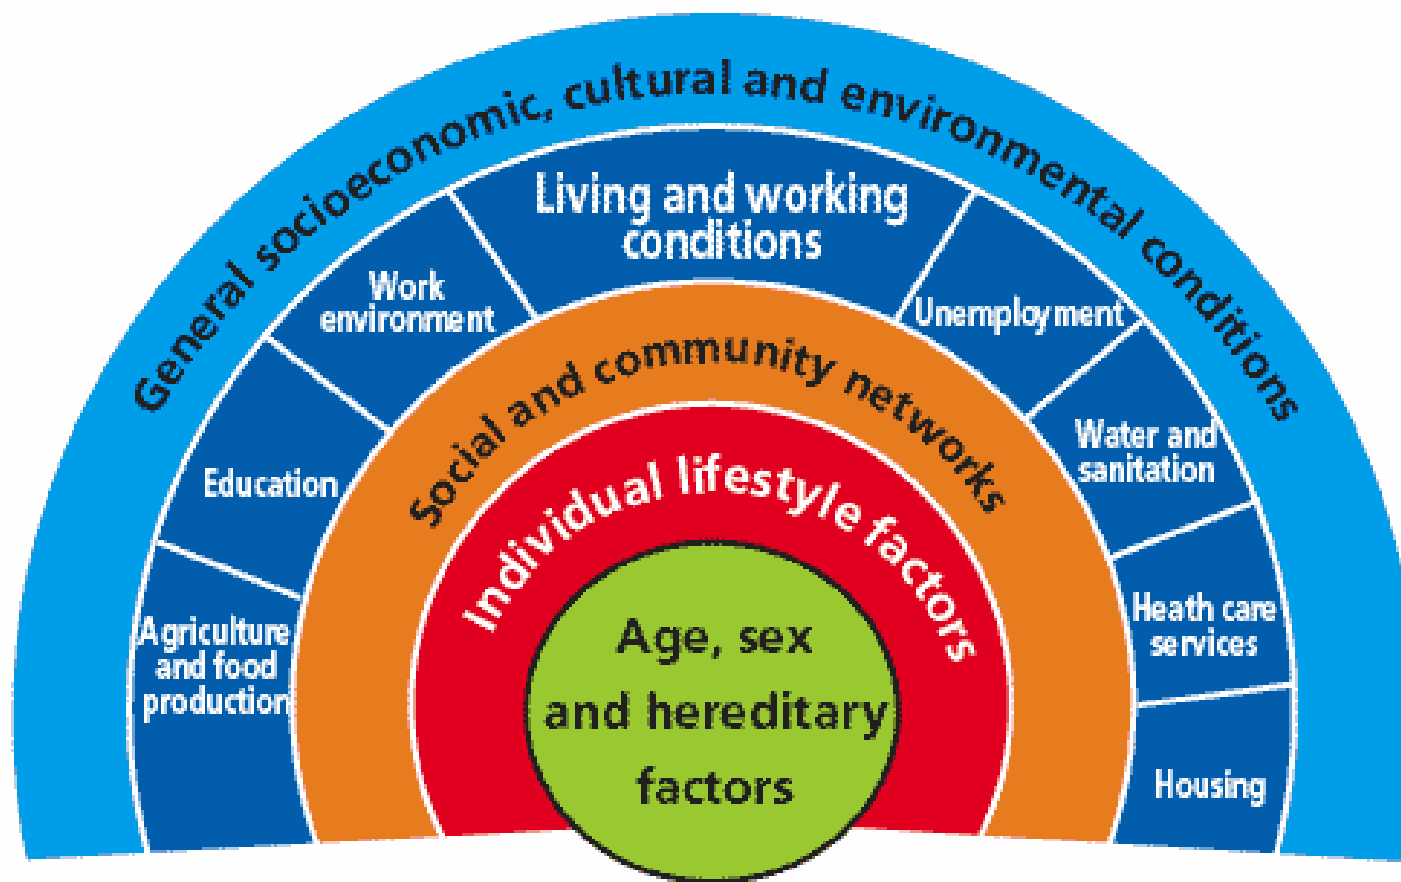 General socioeconomic, cultural and environmental conditions
Living and working
conditions
Work
environment
Unemployment
Education
Water and
sanitation
Agriculture
and food
production
Heath care
services
Housing
Social and community networks
Individual lifestyle factors
Age, sex
and hereditary
factors